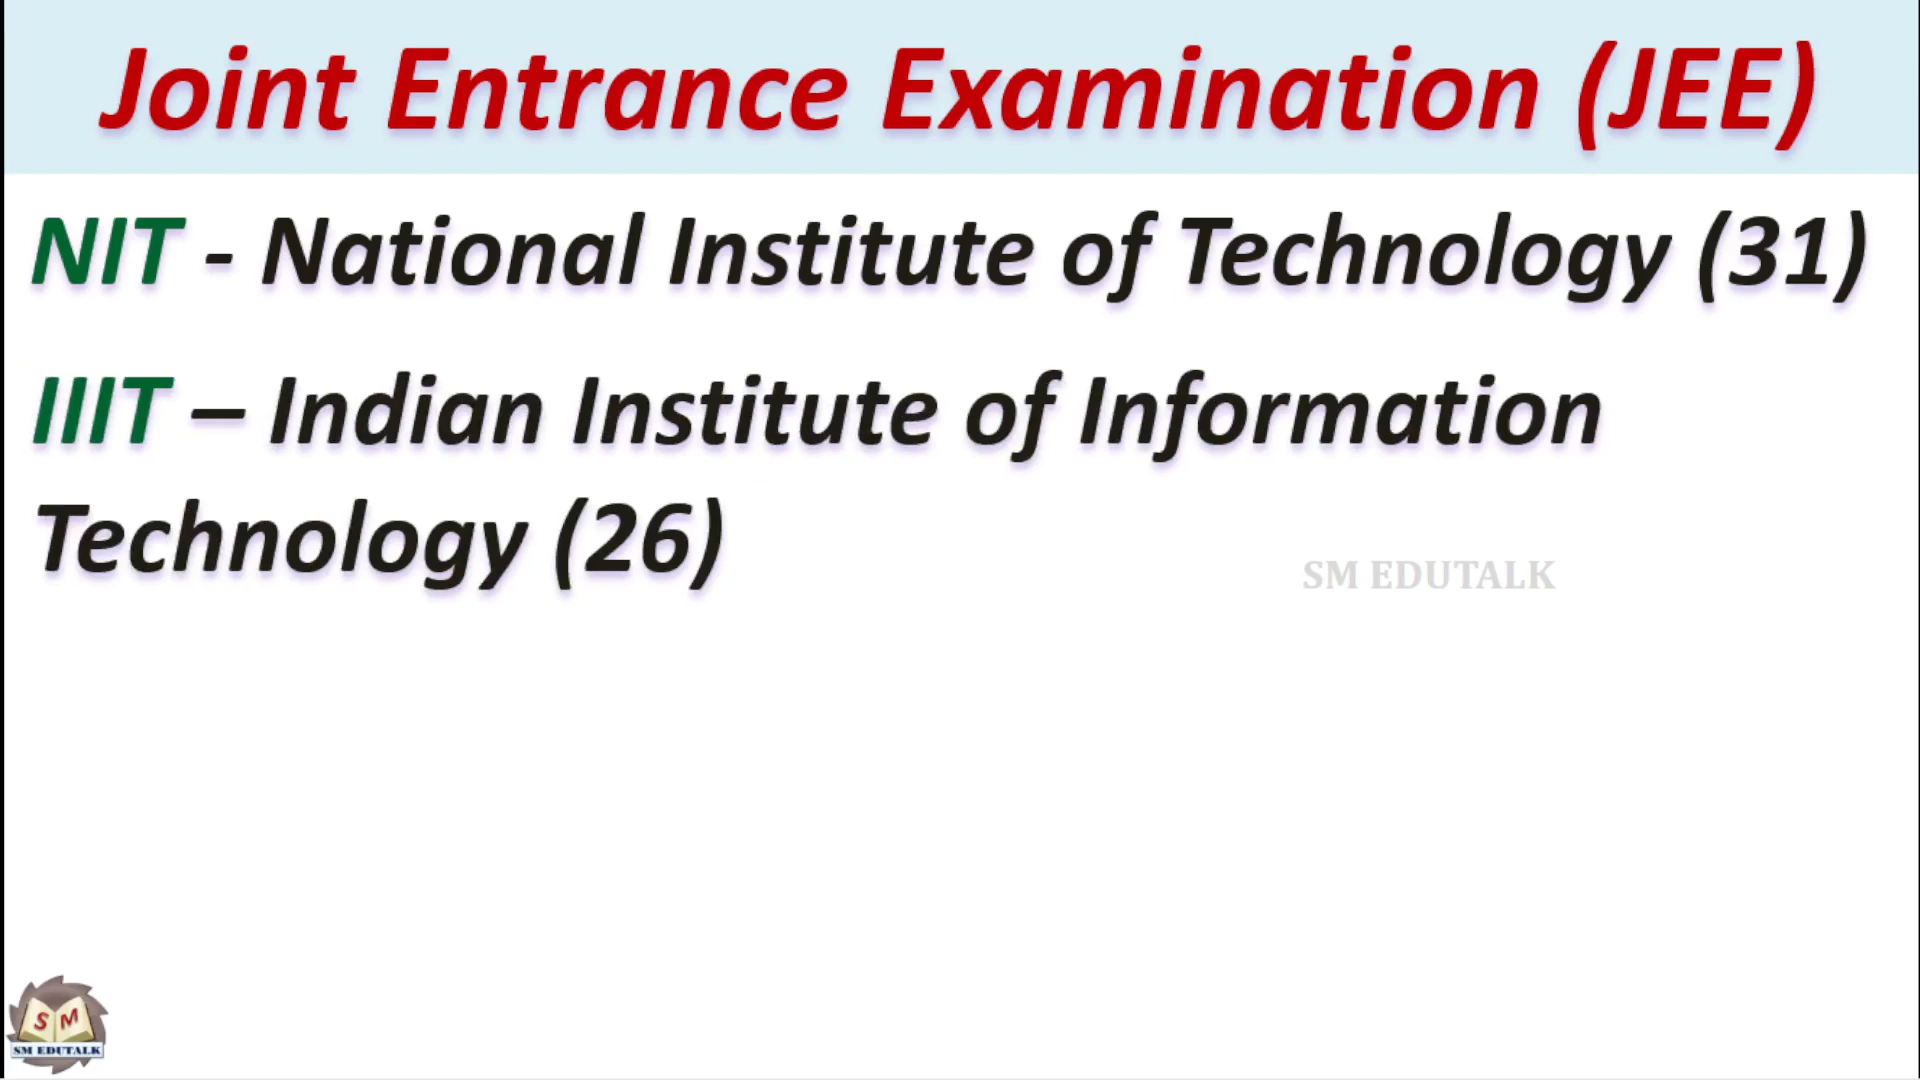 Joint Entrance Examination (JEE)
NIT - National Institute of Technology (31)
IIIT – Indian Institute of Information
Technology (26)
SM EDUTALK
S M
SM EDUTALK